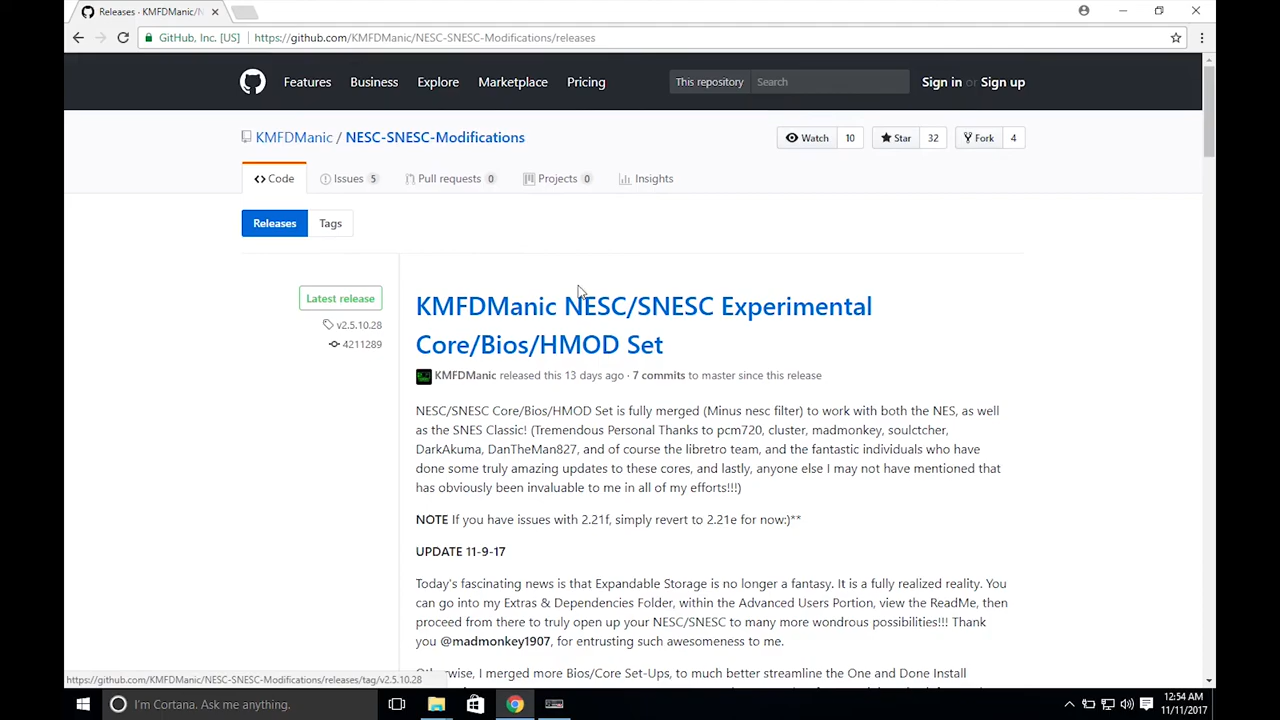 Releases · KMFDManic/N
GitHub, Inc. [US] https://github.com/KMFDManic/NESC-SNESC-Modifications/releases
Features Business Explore Marketplace Pricing This repository Search Sign in or Sign up
KMFDManic / NESC-SNESC-Modifications Watch 10 Star 32 Fork 4
Code Issues 5 Pull requests 0 Projects 0 Insights
Releases Tags
Latest release
v2.5.10.28
4211289
KMFDManic NESC/SNESC Experimental
Core/Bios/HMOD Set
KMFDManic released this 13 days ago · 7 commits to master since this release
NESC/SNESC Core/Bios/HMOD Set is fully merged (Minus nesc filter) to work with both the NES, as well
as the SNES Classic! (Tremendous Personal Thanks to pcm720, cluster, madmonkey, soulctcher,
DarkAkuma, DanTheMan827, and of course the libretro team, and the fantastic individuals who have
done some truly amazing updates to these cores, and lastly, anyone else I may not have mentioned that
has obviously been invaluable to me in all of my efforts!!!)
NOTE If you have issues with 2.21f, simply revert to 2.21e for now:)**
UPDATE 11-9-17
Today's fascinating news is that Expandable Storage is no longer a fantasy. It is a fully realized reality. You
can go into my Extras & Dependencies Folder, within the Advanced Users Portion, view the ReadMe, then
proceed from there to truly open up your NESC/SNESC to many more wondrous possibilities!!! Thank
you @madmonkey1907, for entrusting such awesomeness to me.
Otherwise, I merged more Bios/Core Set-Ups, to much better streamline the One and Done Install
https://github.com/KMFDManic/NESC-SNESC-Modifications/releases/tag/v2.5.10.28
I'm Cortana. Ask me anything.
12:54 AM
11/11/2017